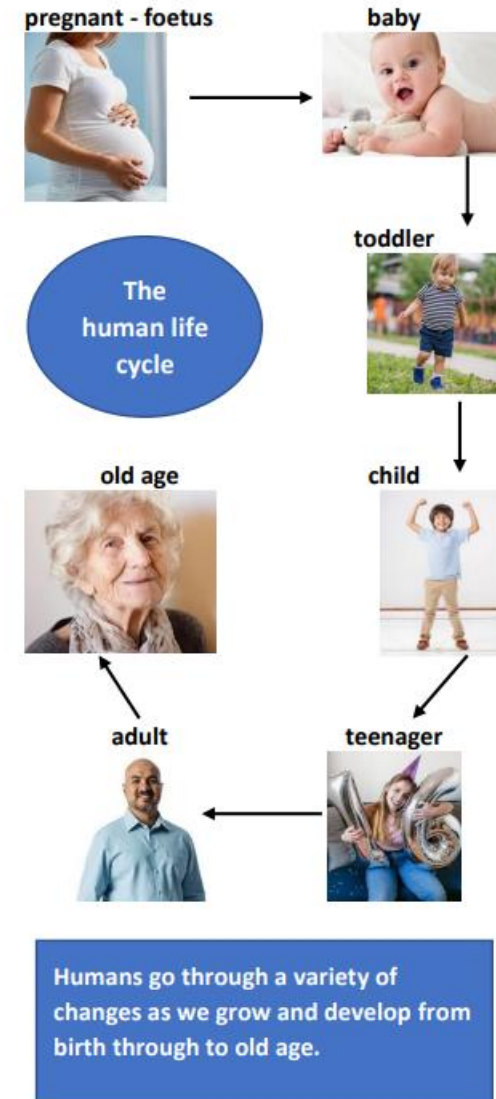 pregnant - foetus
baby
toddler
The
human life
cycle
old age
child
adult
teenager
16
Humans go through a variety of
changes as we grow and develop from
birth through to old age.